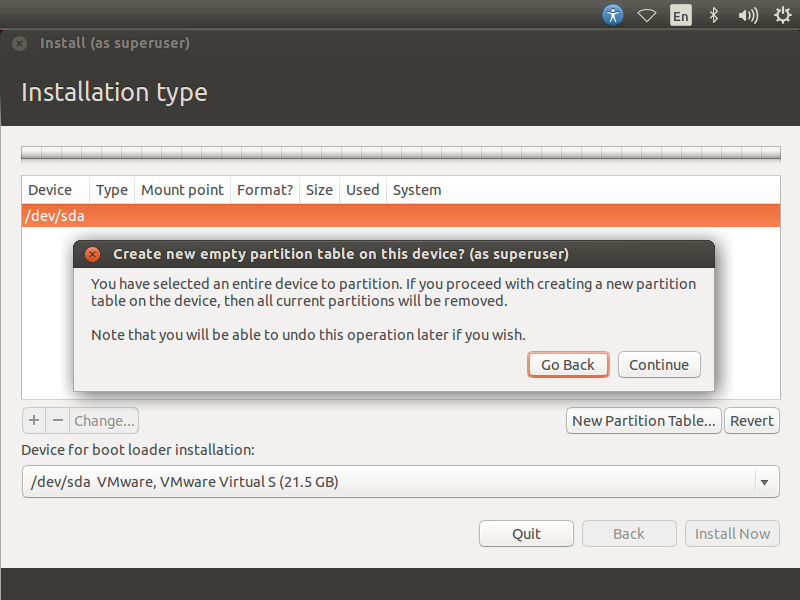 En
Install (as superuser)
Installation type
Device Type Mount point Format? Size Used System
/dev/sda
Create new empty partition table on this device? (as superuser)
You have selected an entire device to partition. If you proceed with creating a new partition
table on the device, then all current partitions will be removed.
Note that you will be able to undo this operation later if you wish.
Go Back Continue
+ − Change... New Partition Table... Revert
Device for boot loader installation:
/dev/sda VMware, VMware Virtual S (21.5 GB)
Quit Back Install Now